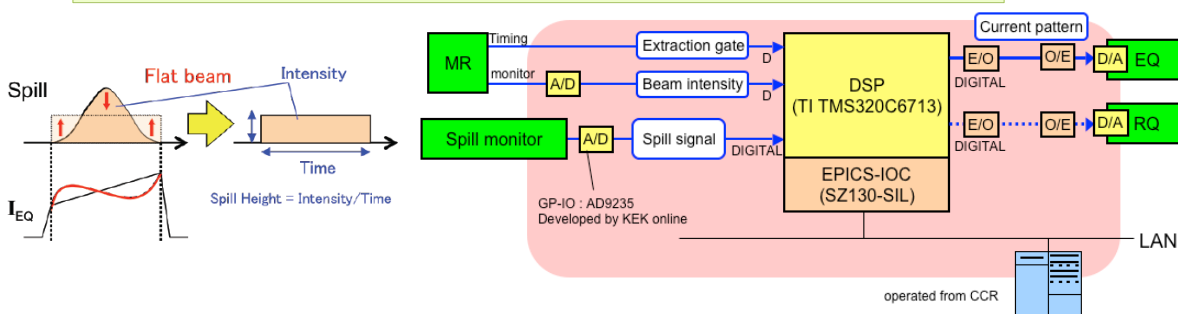 Spill
Flat beam
Intensity
Time
Spill Height = Intensity/Time
I EQ
MR
Timing
monitor
A/D
Extraction gate
D
Beam intensity
D
Spill monitor
A/D
Spill signal
DIGITAL
GP-IO : AD9235
Developed by KEK online
DSP
(TI TMS320C6713)
EPICS-IOC
(SZ130-SIL)
Current pattern
E/O
O/E
D/A
EQ
DIGITAL
E/O
O/E
D/A
RQ
DIGITAL
LAN
operated from CCR